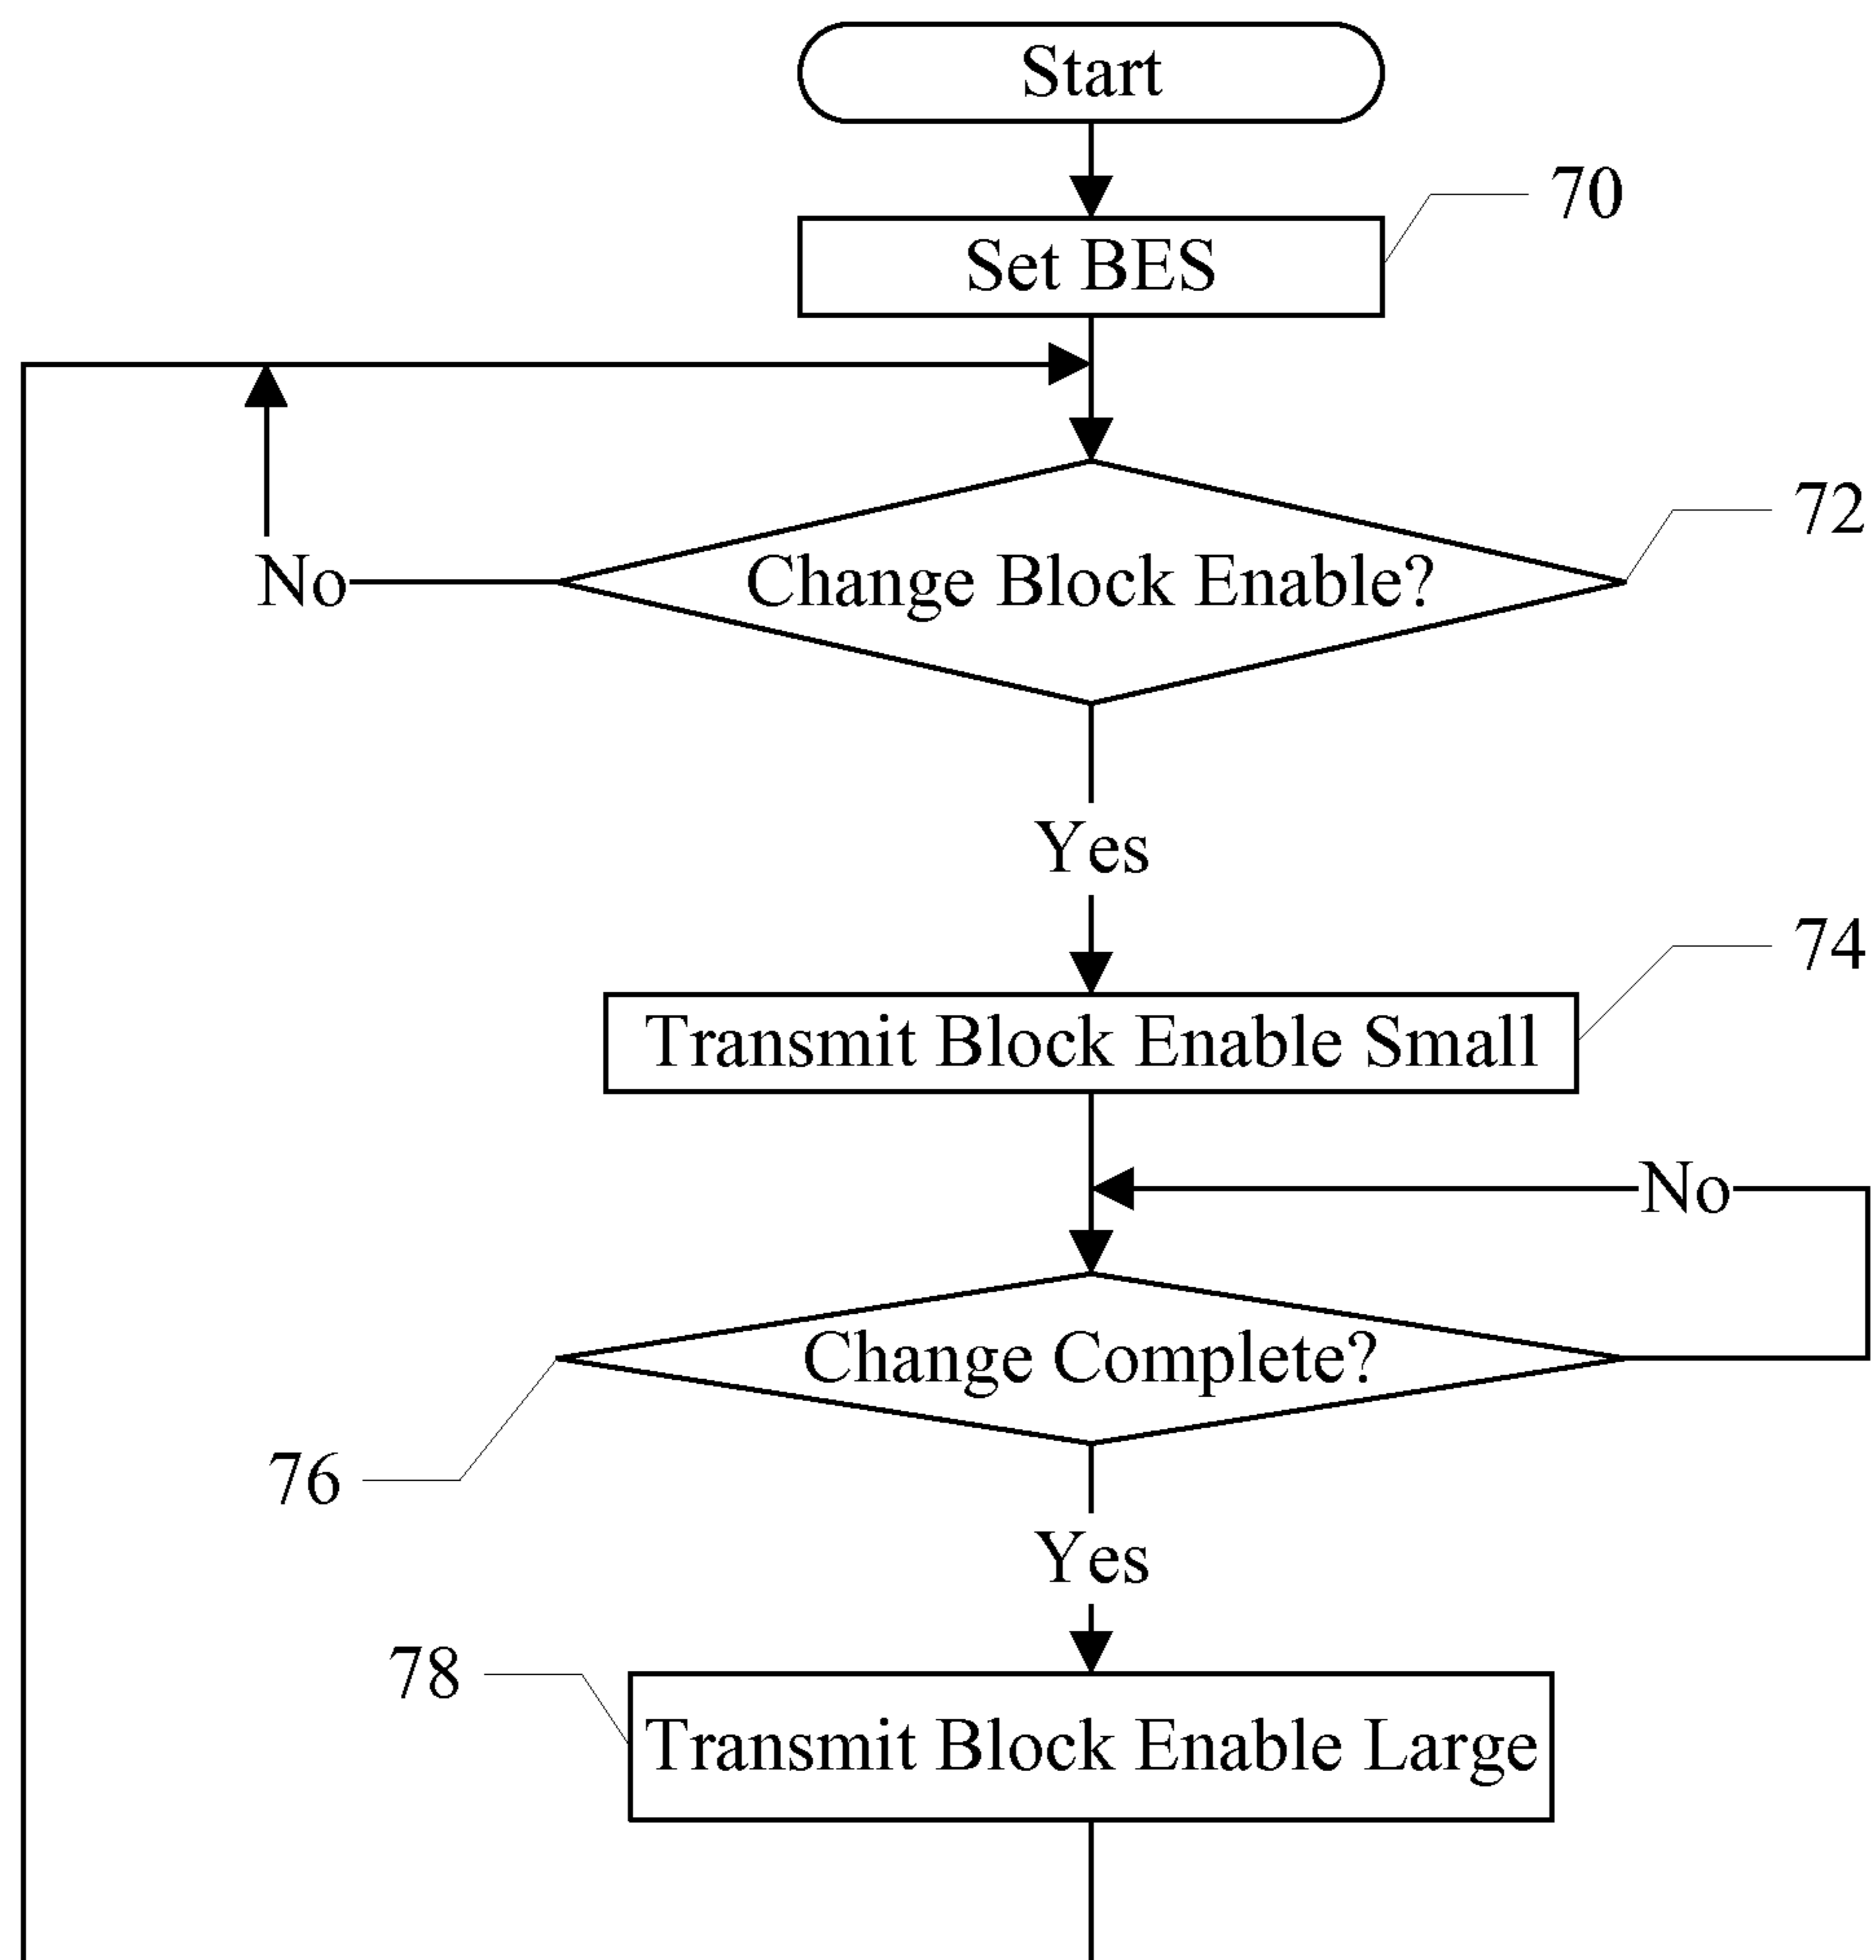 Start
70
Set BES
72
Change Block Enable?
No
Yes
74
Transmit Block Enable Small
No
Change Complete?
76
Yes
78
Transmit Block Enable Large